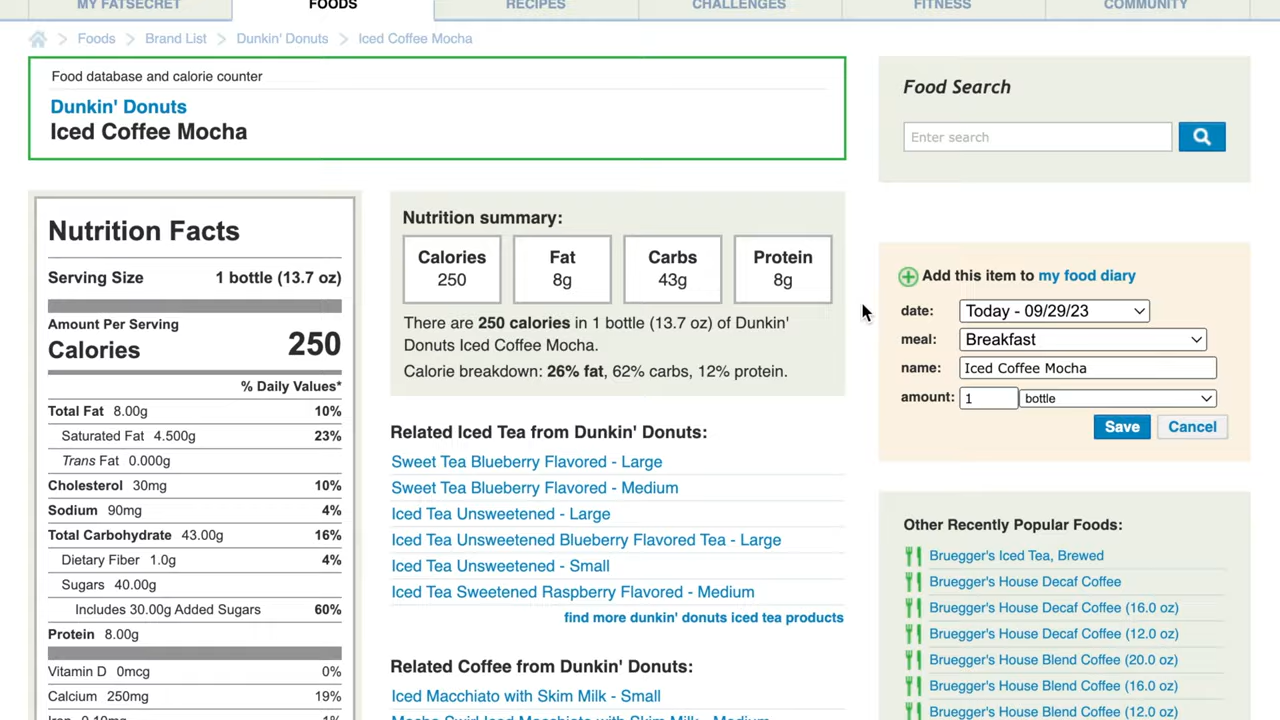 MY FATSECRET
FOODS
RECIPES
CHALLENGES
FITNESS
COMMUNITY
Foods
Brand List
Dunkin' Donuts
Iced Coffee Mocha
Food database and calorie counter
Dunkin' Donuts
Iced Coffee Mocha
Nutrition Facts
Serving Size 1 bottle (13.7 oz)
Amount Per Serving
Calories 250
% Daily Values*
Total Fat 8.00g 10%
Saturated Fat 4.500g 23%
Trans Fat 0.000g
Cholesterol 30mg 10%
Sodium 90mg 4%
Total Carbohydrate 43.00g 16%
Dietary Fiber 1.0g 4%
Sugars 40.00g
Includes 30.00g Added Sugars 60%
Protein 8.00g
Vitamin D 0mcg 0%
Calcium 250mg 19%
Nutrition summary:
Calories
250
Fat
8g
Carbs
43g
Protein
8g
There are 250 calories in 1 bottle (13.7 oz) of Dunkin'
Donuts Iced Coffee Mocha.
Calorie breakdown: 26% fat, 62% carbs, 12% protein.
Related Iced Tea from Dunkin' Donuts:
Sweet Tea Blueberry Flavored - Large
Sweet Tea Blueberry Flavored - Medium
Iced Tea Unsweetened - Large
Iced Tea Unsweetened Blueberry Flavored Tea - Large
Iced Tea Unsweetened - Small
Iced Tea Sweetened Raspberry Flavored - Medium
find more dunkin' donuts iced tea products
Related Coffee from Dunkin' Donuts:
Iced Macchiato with Skim Milk - Small
Mocha Swirl Iced Macchiato with Skim Milk - Medium
Food Search
Enter search
Add this item to my food diary
date: Today - 09/29/23
meal: Breakfast
name: Iced Coffee Mocha
amount: 1 bottle
Save
Cancel
Other Recently Popular Foods:
Bruegger's Iced Tea, Brewed
Bruegger's House Decaf Coffee
Bruegger's House Decaf Coffee (16.0 oz)
Bruegger's House Decaf Coffee (12.0 oz)
Bruegger's House Blend Coffee (20.0 oz)
Bruegger's House Blend Coffee (16.0 oz)
Bruegger's House Blend Coffee (12.0 oz)